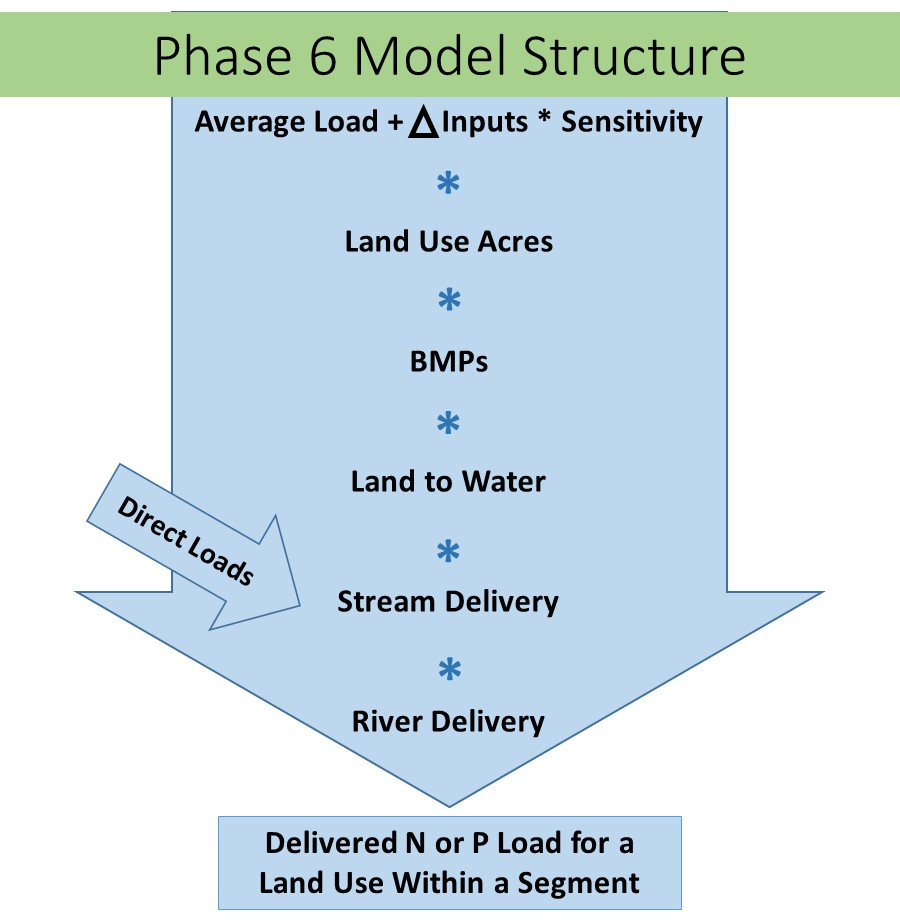 Phase 6 Model Structure
Average Load + Δ Inputs * Sensitivity
*
Land Use Acres
*
BMPs
*
Land to Water
*
Direct Loads
Stream Delivery
*
River Delivery
Delivered N or P Load for a
Land Use Within a Segment